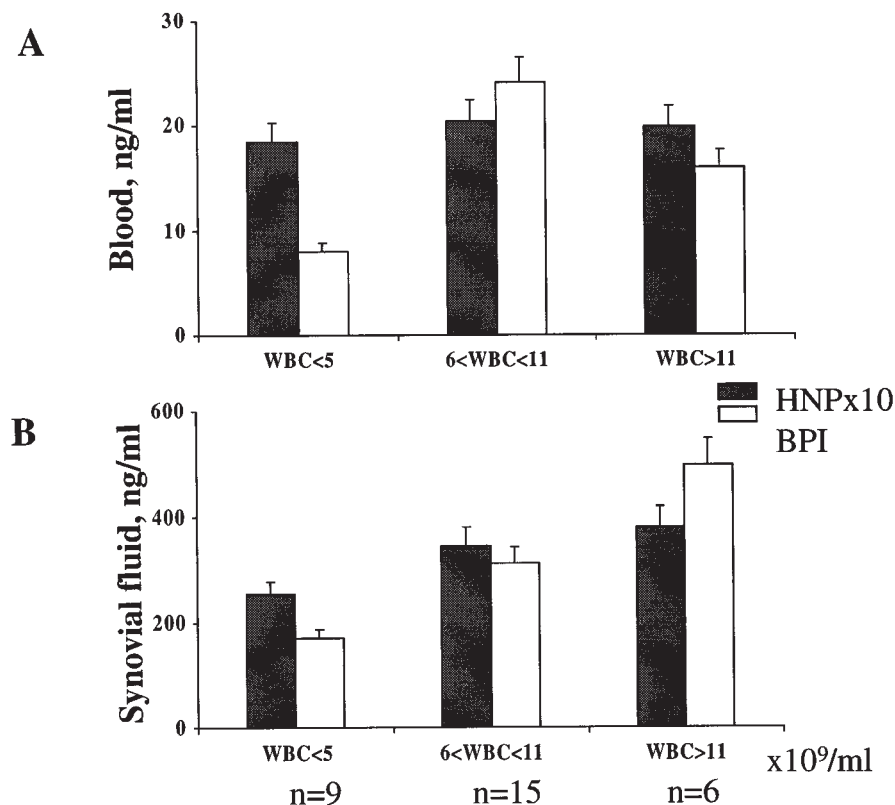 A
Blood, ng/ml
30
20
10
0
WBC<5
6<WBC<11
WBC>11
HNPx10
BPI
B
Synovial fluid, ng/ml
600
400
200
0
WBC<5
6<WBC<11
WBC>11
x10⁹/ml
n=9
n=15
n=6